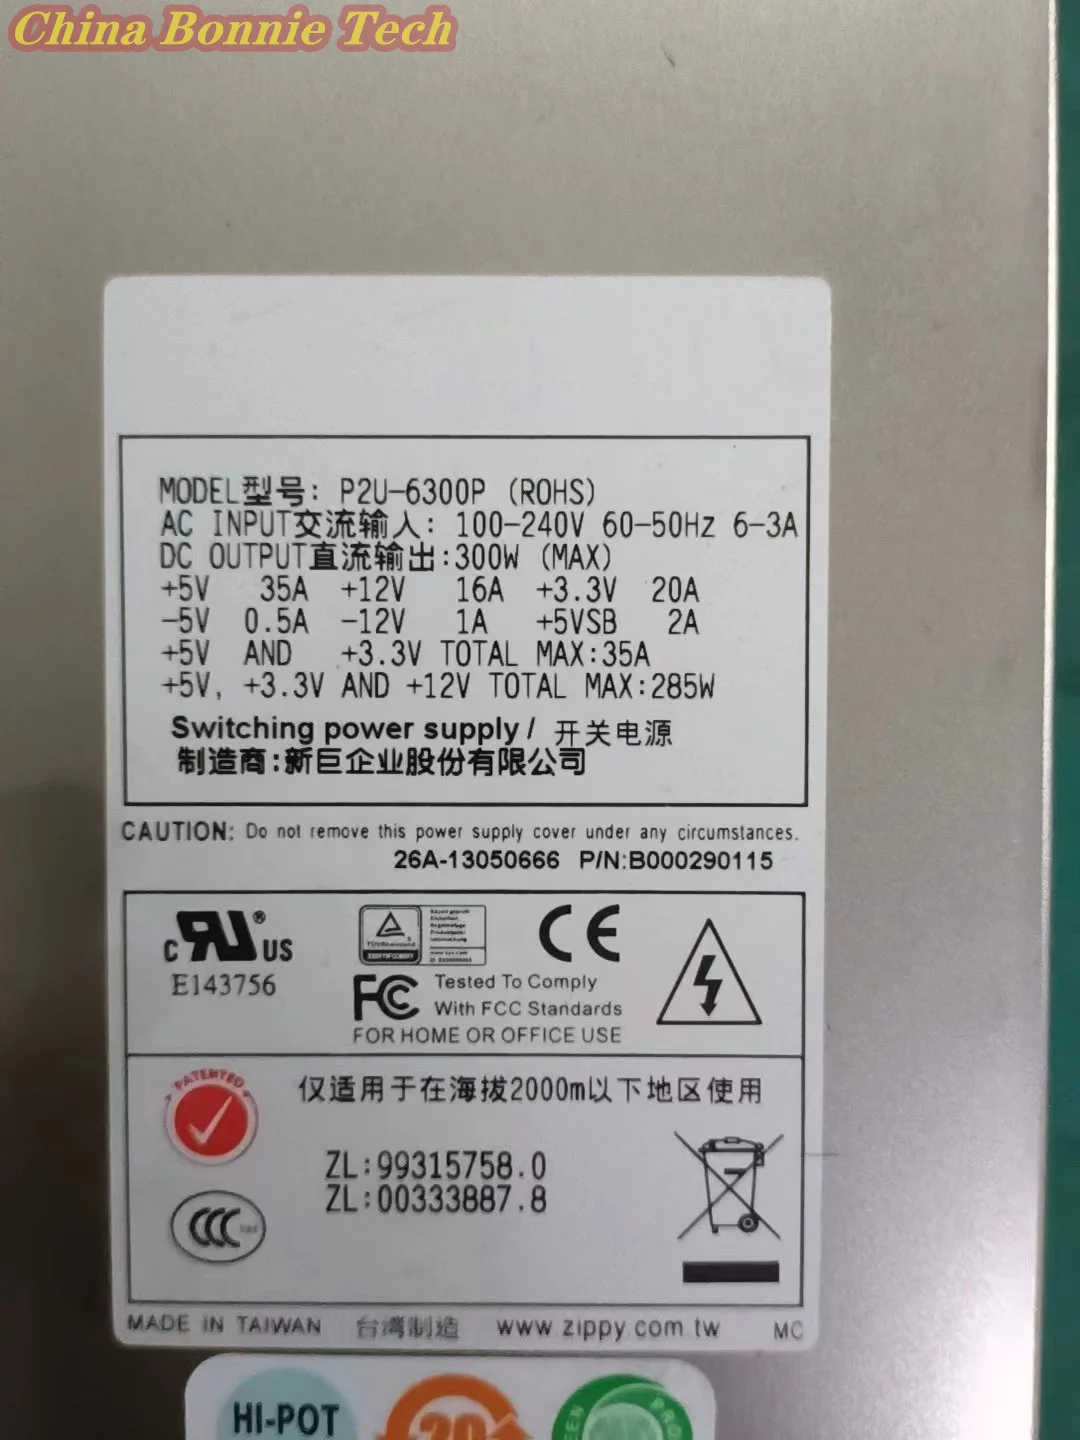 China Bonnie Tech
MODEL型号: P2U-6300P (ROHS)
AC INPUT交流输入: 100-240V 60-50Hz 6-3A
DC OUTPUT直流输出:300W (MAX)
+5V 35A +12V 16A +3.3V 20A
-5V 0.5A -12V 1A +5VSB 2A
+5V AND +3.3V TOTAL MAX:35A
+5V, +3.3V AND +12V TOTAL MAX:285W
Switching power supply / 开关电源
制造商:新巨企业股份有限公司
CAUTION: Do not remove this power supply cover under any circumstances.
26A-13050666 P/N:B000290115
c RU ® US
E143756
CE
FC Tested To Comply
With FCC Standards
FOR HOME OR OFFICE USE
PATENTED
仅适用于在海拔2000m以下地区使用
ZL:99315758.0
ZL:00333887.8
CCC
MADE IN TAIWAN 台湾制造 www.zippy.com.tw MC
HI-POT